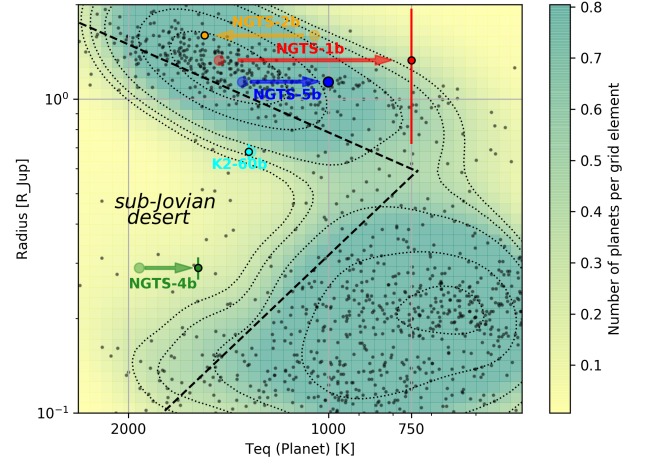 NGTS-2b
NGTS-1b
NGTS-5b
K2-60b
sub-Jovian
desert
NGTS-4b
Radius [R_Jup]
10⁰
10⁻¹
2000
1000
750
Teq (Planet) [K]
0.8
0.7
0.6
0.5
0.4
0.3
0.2
0.1
Number of planets per grid element